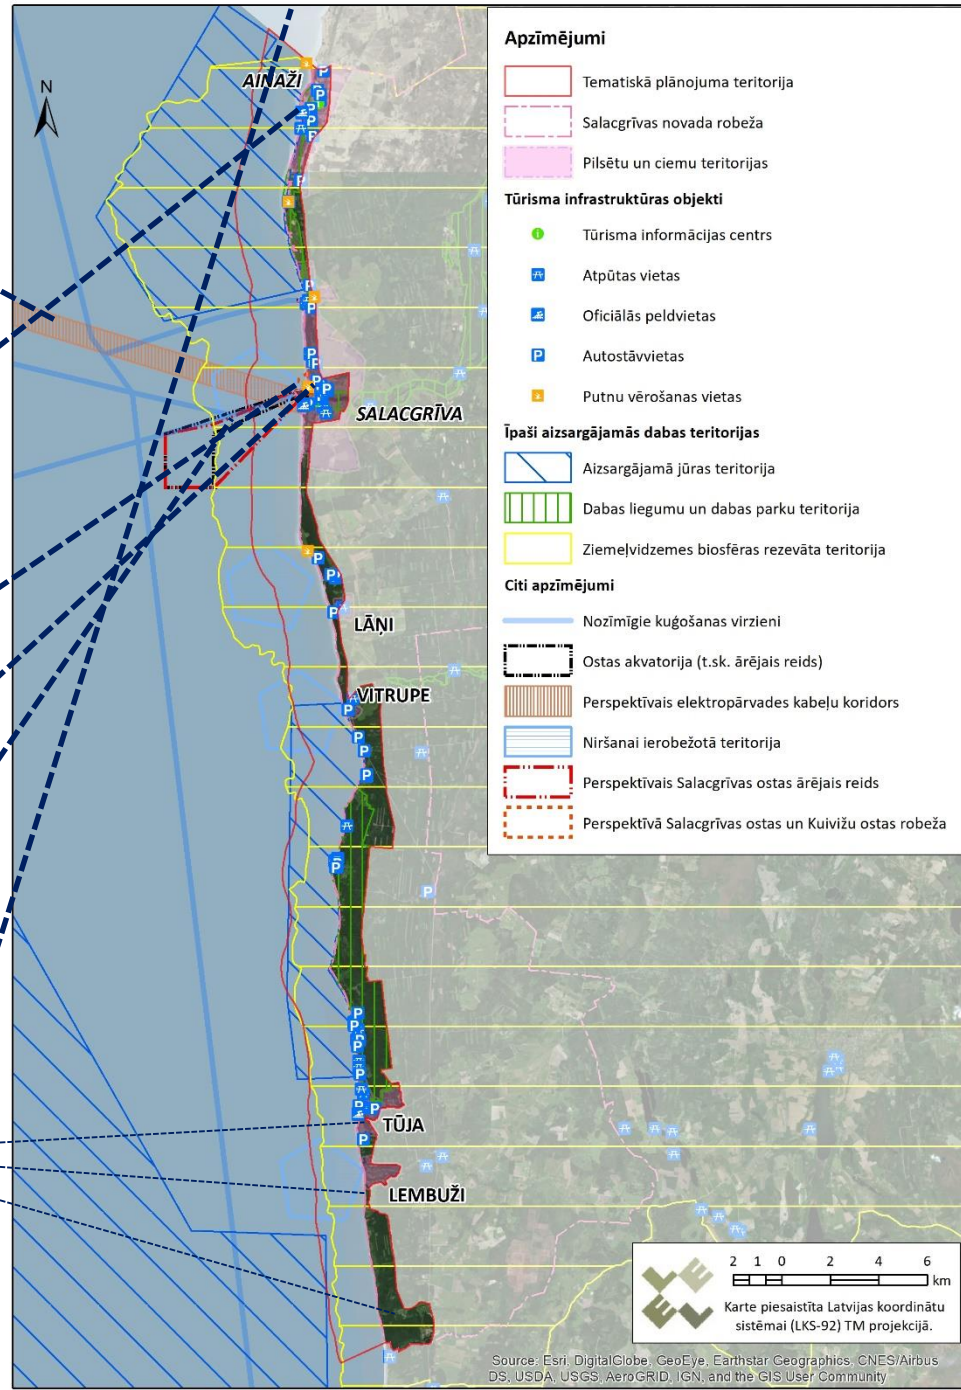 Apzīmējumi
Tematiskā plānojuma teritorija
Salacgrīvas novada robeža
Pilsētu un ciemu teritorijas
Tūrisma infrastruktūras objekti
Tūrisma informācijas centrs
Atpūtas vietas
Oficiālās peldvietas
Autostāvvietas
Putnu vērošanas vietas
Īpaši aizsargājamās dabas teritorijas
Aizsargājamā jūras teritorija
Dabas liegumu un dabas parku teritorija
Ziemeļvidzemes biosfēras rezevāta teritorija
Citi apzīmējumi
Nozīmīgie kuģošanas virzieni
Ostas akvatorija (t.sk. ārējais reids)
Perspektīvais elektropārvades kabeļu koridors
Niršanai ierobežotā teritorija
Perspektīvais Salacgrīvas ostas ārējais reids
Perspektīvā Salacgrīvas ostas un Kuivižu ostas robeža
N
AINAŽI
SALACGRĪVA
LĀŅI
VITRUPE
TŪJA
LEMBUŽI
2 1 0 2 4 6
km
Karte piesaistīta Latvijas koordinātu
sistēmai (LKS-92) TM projekcijā.
Source: Esri, DigitalGlobe, GeoEye, Earthstar Geographics, CNES/Airbus
DS, USDA, USGS, AeroGRID, IGN, and the GIS User Community